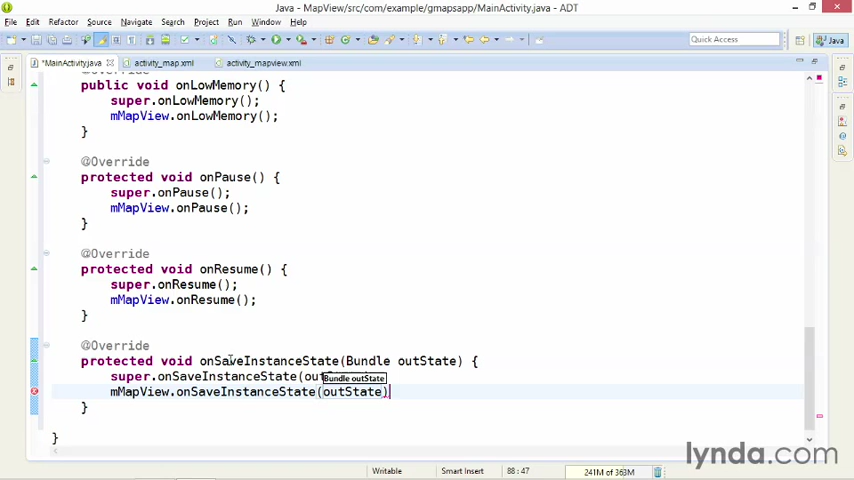 Java - MapView/src/com/example/gmapsapp/MainActivity.java - ADT
File Edit Refactor Source Navigate Search Project Run Window Help
Quick Access
Java
*MainActivity.java activity_map.xml activity_mapview.xml
@Override
public void onLowMemory() {
super.onLowMemory();
mMapView.onLowMemory();
}
@Override
protected void onPause() {
super.onPause();
mMapView.onPause();
}
@Override
protected void onResume() {
super.onResume();
mMapView.onResume();
}
@Override
protected void onSaveInstanceState(Bundle outState) {
super.onSaveInstanceState(
Bundle outState
mMapView.onSaveInstanceState(outState)
}
}
lynda.com
Writable Smart Insert 88 : 47 241M of 363M